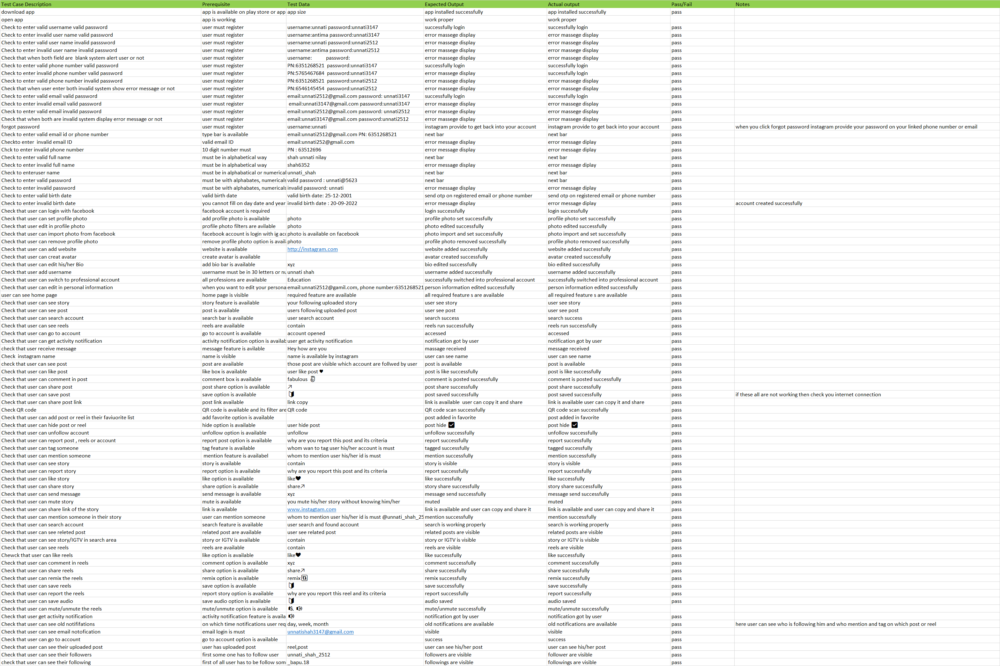 Test Case Description Prerequisite Test Data Expected Output Actual output Pass/Fail Notes
download app app is available on play store or app app size app installed successfully app installed successfully pass
open app app is working work proper work proper
Check to enter valid username valid password user must register username:unnati password:unnati3147 successfully login successfully login pass
Check to enter invalid user name valid password user must register username:antima password:unnati3147 error massege display error massege display pass
Check to enter valid user name invalid passsword user must register username:unnati password:unnati2512 error massege display error massege display pass
Check to enter invalid user name invalid password user must register username:antima password:unnati2512 error massege display error massege display pass
Check that when both field are  blank system alert user or not user must register username:          password: error massege display error massege display pass
Check to enter valid phone number valid password user must register PN:6351268521  password:unnati3147 successfully login successfully login pass
Check to enter invalid phone number valid password user must register PN:5765467684  password:unnati3147 error massege display successfully login pass
Check to enter valid phone number invalid password user must register PN:6351268521  password:unnati2512 error massege display error massege display pass
Check that when user enter both invalid system show error message or not user must register PN:6546145454  password:unnati2512 error massege display error massege display pass
Check to enter valid email valid password user must register email:unnati2512@gmail.com password: unnati3147 successfully login successfully login pass
Check to enter invalid email valid password user must register email:unnati3147@gmail.com password:unnati3147 error massege display error massege display pass
Check to enter valid email invalid password user must register email:unnati2512@gmail.com password: unnati2512 error massege display error massege display pass
Check that when both are invalid system display error message or not user must register email:unnati3147@gmail.com password:unnati2512 error massege display error massege display pass
forgot password user must register username:unnati instagram provide to get back into your account instagram provide to get back into your account pass when you click forgot password instagram provide your password on your linked phone number or email
Check to enter valid email id or phone number type bar is available email:unnati2512@gmail.com PN: 6351268521 next bar next bar pass
Checkto enter  invalid email ID valid email ID email:unnati252@gmail.com error message display error message diplay pass
Chck to enter invalid phone number 10 digit number must PN : 63512696 error message display error message diplay pass
Check to enter valid full name must be in alphabetical way shah unnati nilay next bar next bar pass
Check to enter invalid full name must be in alphabetical way shah6352 error message display error message diplay pass
Check to enteruser name must be in alphabatical or numerical unnati_shah next bar next bar pass
Check to enter valid password must be with alphabates, numericals valid password : unnati@5623 next bar next bar pass
Check to enter invalid password must be with alphabates, numericals invalid password: unnati error message display error message diplay pass
Check to enter valid birth date valid birth date valid birth date: 25-12-2001 send otp on registered email or phone number send otp on registered email or phone number pass
Check to enter invalid birth date you cannot fill on day date and year invalid birth date : 20-09-2022 error message display error message diplay pass account created successfully
Check that user can login with facebook facebook account is required login successfully login successfully pass
Check that user can set profile photo add profile photo is available photo profile photo set successfully profile photo set successfully pass
Check that user edit in profile photo profile photo filters are avilable photo photo edited successfully photo edited successfully pass
Check that user can import photo from facebook facebook account is login with ig acc photo is available on facebook photo import and set successfully photo import and set successfully pass
Check that user can remove profile photo remove profile photo option is avail photo profile photo removed successfully profile photo removed successfully pass
Check that user can add website website is available http://instagram.com website added successfully website added successfully pass
Check that user can creat avatar create avatar is available avatar created successfully avatar created successfully pass
Check that user can edit his/her Bio add bio bar is available xyz bio edited successfully bio edited successfully pass
Check that user add username username must be in 30 letters or nu unnati shah username added successfully username added successfully pass
Check that user can switch to professional account all professions are available Education successfully switched into professional account successfully switched into professional account pass
Check that user can edit in personal information when you want to edit your persona email:unnati2512@gamil.com, phone number:6351268521 person information edited successfully person information edited successfully pass
user can see home page home page is visible required feature are available all required feature s are available all required feature s are available pass
Check that user can see story story feature is available your following uploaded story user see story user see story pass
Check that user can see post post is available users following uploaded post user see post user see post pass
Check that user can search account search bar is available user search account search success search success pass
Check that user can see reels reels are available contain reels run successfully reels run successfully pass
Check that user can go to account go to account is available account opened accessed accessed pass
Check that user can get activity notification activity notification option is availab user get activity notification notification got by user notification got by user pass
check that user receive message message feature is avilable Hey how are you massage received message received pass
Check  instagram name name is visible name is available by instagram user can see name user can see name pass
check that user can see post post are available those post are visible which account are follwed by user post is available post is available pass
Check that user can like post like box is available user like post ♥ post is like successfully post is like successfully pass
Check that user can comment in post comment box is available fabulous 👌 comment is posted successfully comment is posted successfully pass
Check that user can share post post share option is available ↗ post share successfully post share successfully pass
Check that user can save post save option is available post saved successfully post saved successfully pass if these all are not working then check you internet connection
Check that user can share post link post link available link copy link is available  user can copy it and share link is available user can copy it and share pass
Check QR code QR code is available and its filter are QR code QR code scan successfully QR code scan successfully pass
Check that user can add post or reel in their faviuorite list add favorite option is available post added in favorite post added in favorite pass
Check that user can hide post or reel hide option is available user hide post post hide ☑ post hide ☑ pass
Check that user can unfollow account unfollow option is available unfollow unfollow successfully unfollow successfully pass
Check that user can report post , reels or account report post option is available why are you report this post and its criteria report successfully report successfully pass
Check that user can tag someone tag feature is available whom wan to tag user his/her account is must tagged successfully tagged successfully pass
Check that user can mention someone mention feature is availabel whom to mention user his/her id is must mention successfully mention successfully pass
Check that user can see story story is available contain story is visible story is visible pass
Check that user can report story report option is available why are you report this post and its criteria report successfully report successfully pass
Check that user can like story like option is available like♥ like successfully like successfully pass
Check that user can share story share option is available share↗ story share successfully story share successfully pass
Check that user can send message send message is available xyz message send successfully message send successfully pass
Check that user can mute story mute is available you mute his/her story without knowing him/her muted muted pass
Check that user can share link of the story link is available www.instagtam.com link is available and user can copy and share it link is available and user can copy and share it pass
Check that user can mention someone in their story user can mention someone whom to mention user his/her id is must @unnati_shah_25 mention successfully mention successfully pass
Check that user can search account search feature is available user search and found account search is working properly search is working properly pass
Check that user can see releted post related post are available user see related post related posts are visible related posts are visible pass
Check that user can see story/IGTV in search area story or IGTV is available contain story or IGTV is visible story or IGTV is visible pass
Check that user can see reels reels are available contain reels are visible reels are visible pass
Chewck that user can like reels like option is available like♥ like successfully like successfully pass
Check that user can comment in reels comment option is available xyz comment successfully comment successfully pass
Check that user can share reels share option is available share↗ share successfully share successfully pass
Check that user can remix the reels remix option is available remix remix successfully remix successfully pass
Check that user can save reels save option is available save successfully save successfully pass
Check that user can report the reels report story option is available why are you report this reel and its criteria report successfully report successfully pass
Check that user can save audio save audio option is available audio saved audio saved pass
Check that user can mute/unmute the reels mute/unmute option is available mute/unmute successfully mute/unmute successfully
Check that user get activity notification activity notification feature is availa notification got by user notification got by user pass
Check that user can see old notififations on which time notifications user req day, week, month old notifications are available old notifications are available pass here user can see who is following him and who mention and tag on which post or reel
Check that user can see email notofication email login is must unnatishah3147@gmail.com visible visible pass
Check that user can go to account go to account option is available success success pass
Check that user can see their uploaded post user has uploaded post reel,post user can see his/her post user can see his/her post pass
Check that user can see their followers first some one has to follow user unnati_shah_2512 followers are visible follower are visible pass
check that user can see their following first of all user has to be follow som _bapu.18 followings are visible followings are visible pass